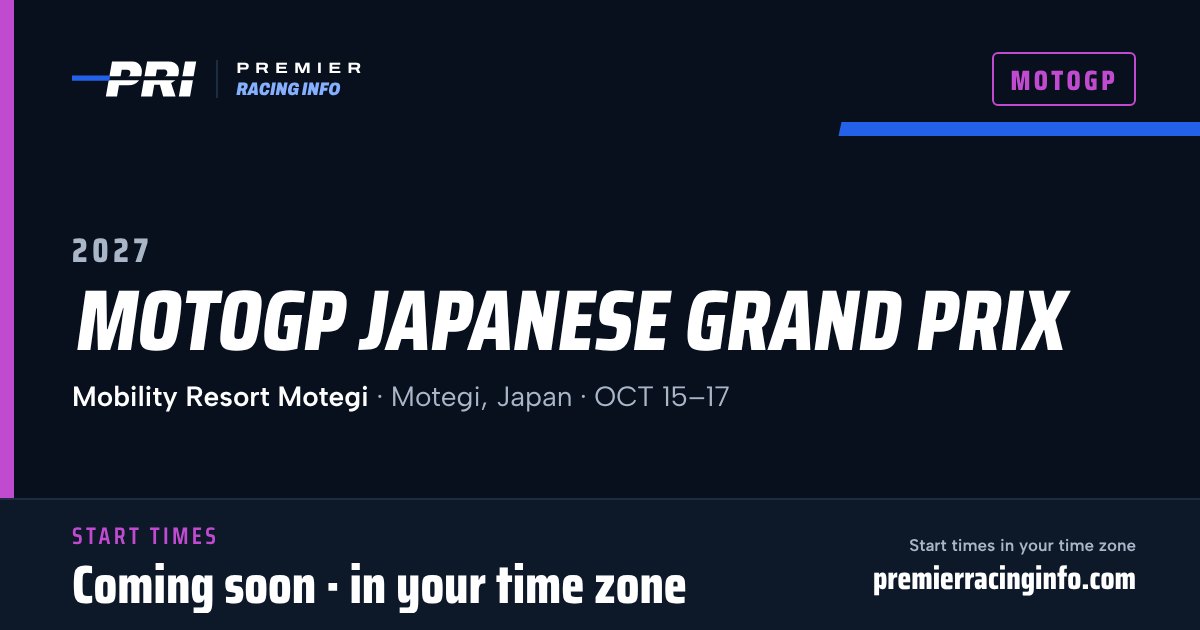 PRI
PREMIER
RACING INFO
MOTOGP
2027
MOTOGP JAPANESE GRAND PRIX
Mobility Resort Motegi · Motegi, Japan · OCT 15–17
START TIMES
Coming soon · in your time zone
Start times in your time zone
premierracinginfo.com